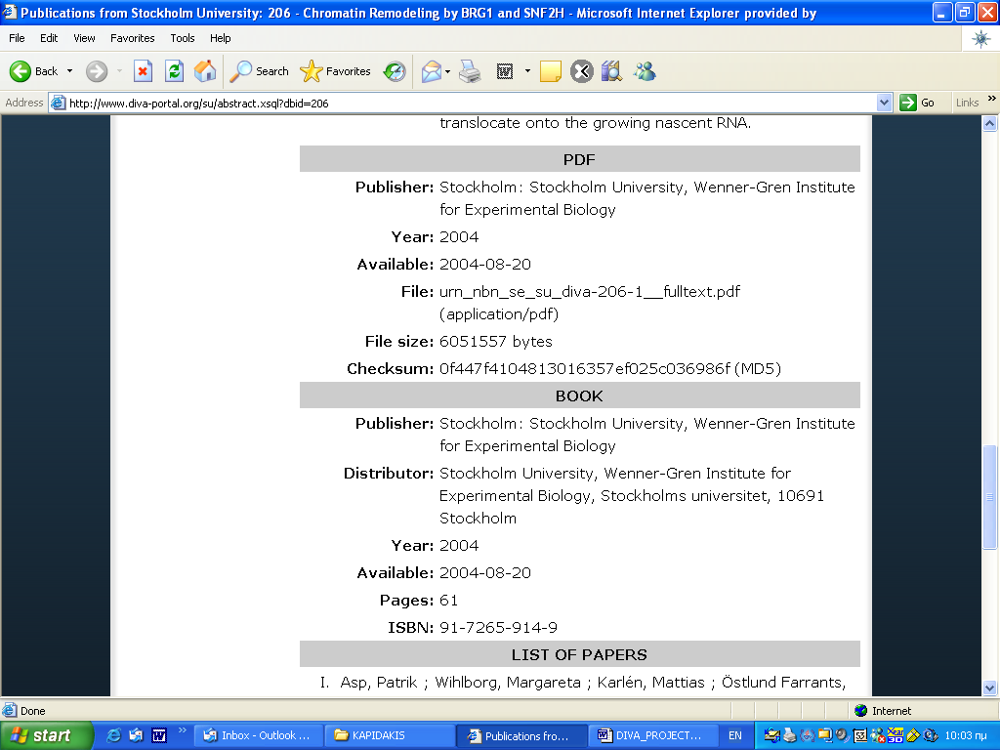 Publications from Stockholm University: 206 - Chromatin Remodeling by BRG1 and SNF2H - Microsoft Internet Explorer provided by
File Edit View Favorites Tools Help
Back Search Favorites
Address http://www.diva-portal.org/su/abstract.xsql?dbid=206 Go Links »
translocate onto the growing nascent RNA.
PDF
Publisher: Stockholm: Stockholm University, Wenner-Gren Institute
for Experimental Biology
Year: 2004
Available: 2004-08-20
File: urn_nbn_se_su_diva-206-1__fulltext.pdf
(application/pdf)
File size: 6051557 bytes
Checksum: 0f447f4104813016357ef025c036986f (MD5)
BOOK
Publisher: Stockholm: Stockholm University, Wenner-Gren Institute
for Experimental Biology
Distributor: Stockholm University, Wenner-Gren Institute for
Experimental Biology, Stockholms universitet, 10691
Stockholm
Year: 2004
Available: 2004-08-20
Pages: 61
ISBN: 91-7265-914-9
LIST OF PAPERS
I. Asp, Patrik ; Wihlborg, Margareta ; Karlén, Mattias ; Östlund Farrants,
Done Internet
start » Inbox - Outlook ... KAPIDAKIS Publications fro... DIVA_PROJECT... EN 10:03 πμ